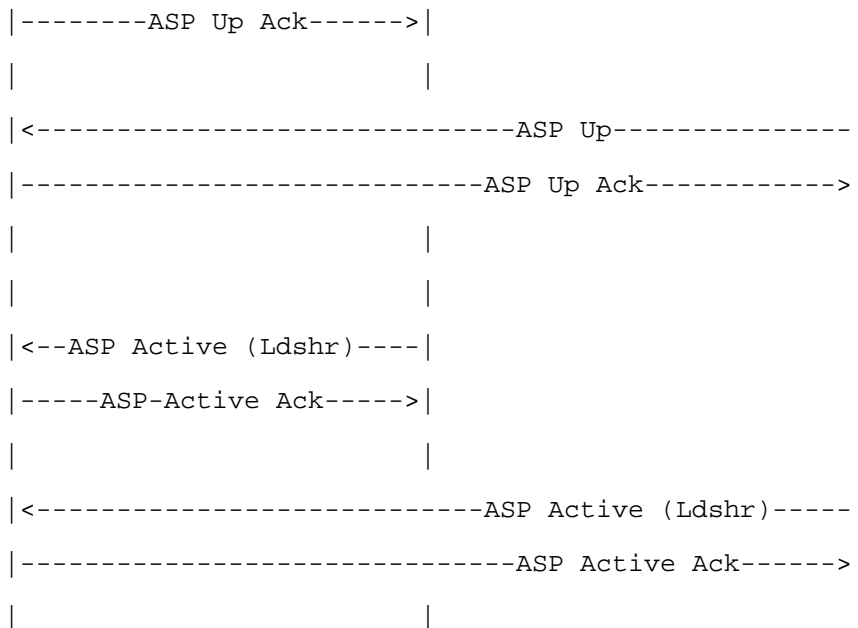 |--------ASP Up Ack------>|
|                         |
|<------------------------------ASP Up---------------
|-----------------------------ASP Up Ack------------>
|                         |
|                         |
|<--ASP Active (Ldshr)----|
|-----ASP-Active Ack----->|
|                         |
|<----------------------------ASP Active (Ldshr)-----
|-------------------------------ASP Active Ack------>
|                         |